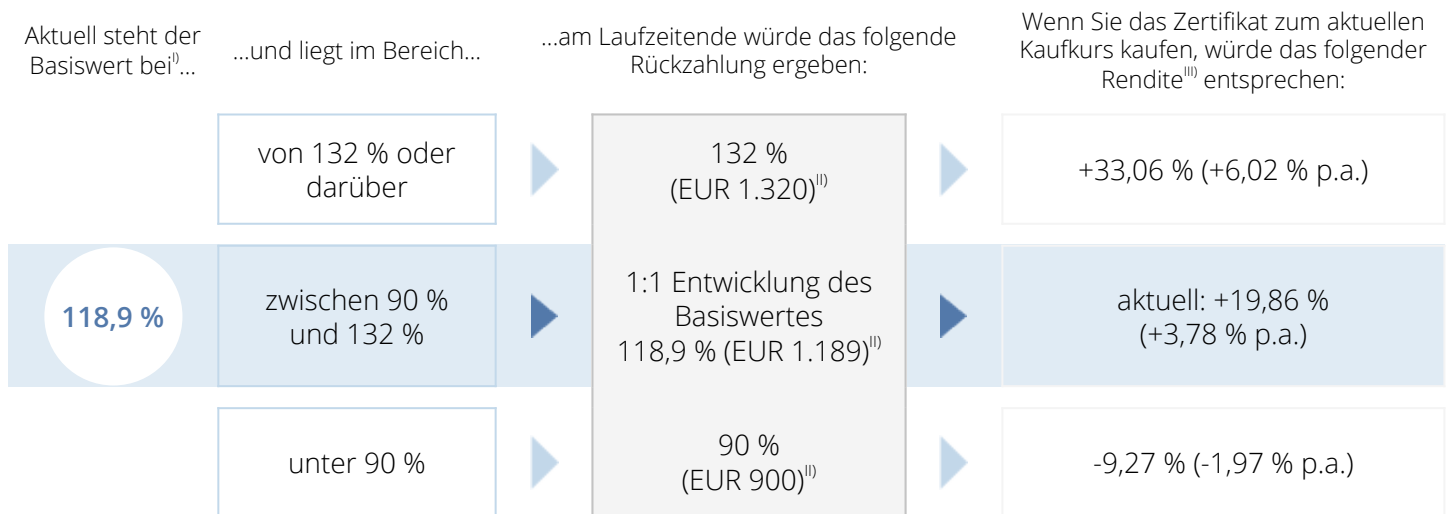 Aktuell steht der
Basiswert bei^I)...
...und liegt im Bereich...
...am Laufzeitende würde das folgende
Rückzahlung ergeben:
Wenn Sie das Zertifikat zum aktuellen
Kaufkurs kaufen, würde das folgender
Rendite^III) entsprechen:
von 132 % oder
darüber
132 %
(EUR 1.320)^II)
+33,06 % (+6,02 % p.a.)
118,9 %
zwischen 90 %
und 132 %
1:1 Entwicklung des
Basiswertes
118,9 % (EUR 1.189)^II)
aktuell: +19,86 %
(+3,78 % p.a.)
unter 90 %
90 %
(EUR 900)^II)
-9,27 % (-1,97 % p.a.)